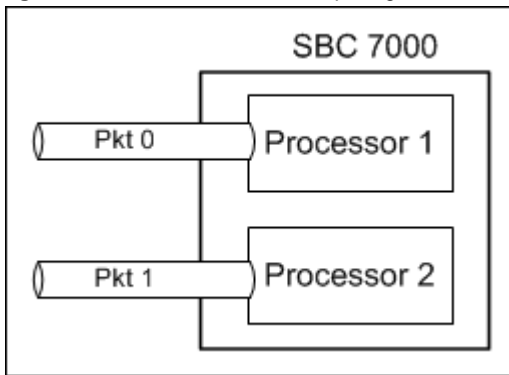 SBC 7000
Pkt 0
Processor 1
Pkt 1
Processor 2